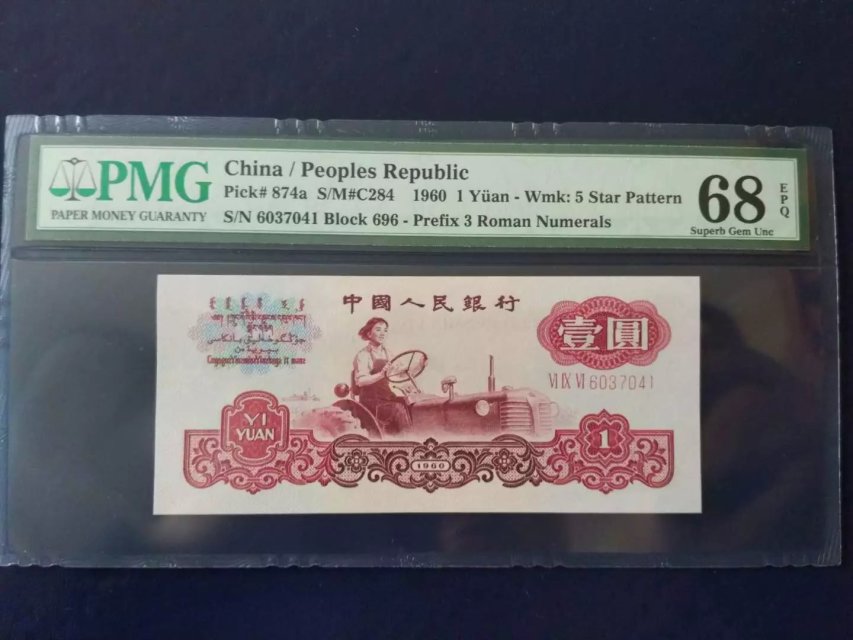 PMG
PAPER MONEY GUARANTY
China / Peoples Republic
Pick# 874a S/M#C284 1960 1 Yüan - Wmk: 5 Star Pattern
S/N 6037041 Block 696 - Prefix 3 Roman Numerals
68
EPQ
Superb Gem Unc
中國人民銀行
壹圓
VI IX VI 6037041
YI
YUAN
1
1960